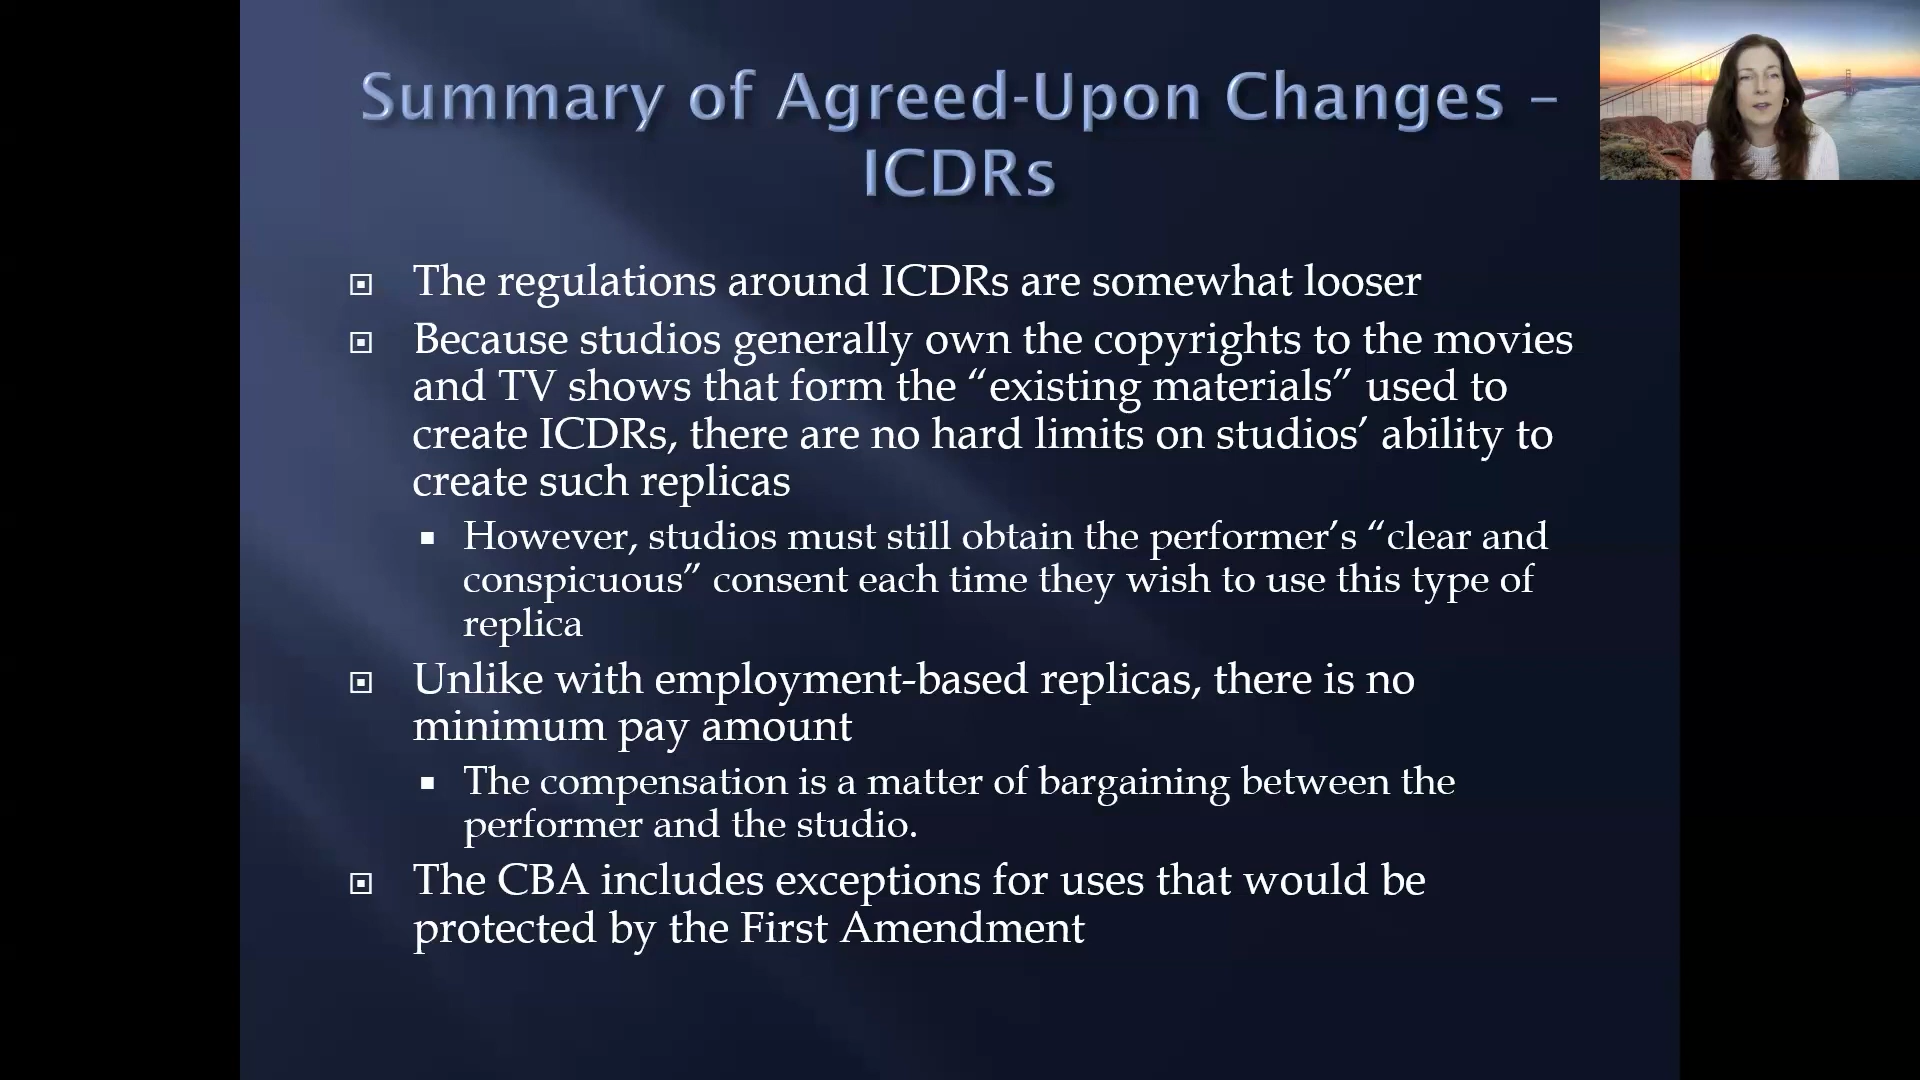 Summary of Agreed-Upon Changes –
ICDRs
The regulations around ICDRs are somewhat looser
Because studios generally own the copyrights to the movies
and TV shows that form the “existing materials” used to
create ICDRs, there are no hard limits on studios’ ability to
create such replicas
However, studios must still obtain the performer’s “clear and
conspicuous” consent each time they wish to use this type of
replica
Unlike with employment-based replicas, there is no
minimum pay amount
The compensation is a matter of bargaining between the
performer and the studio.
The CBA includes exceptions for uses that would be
protected by the First Amendment